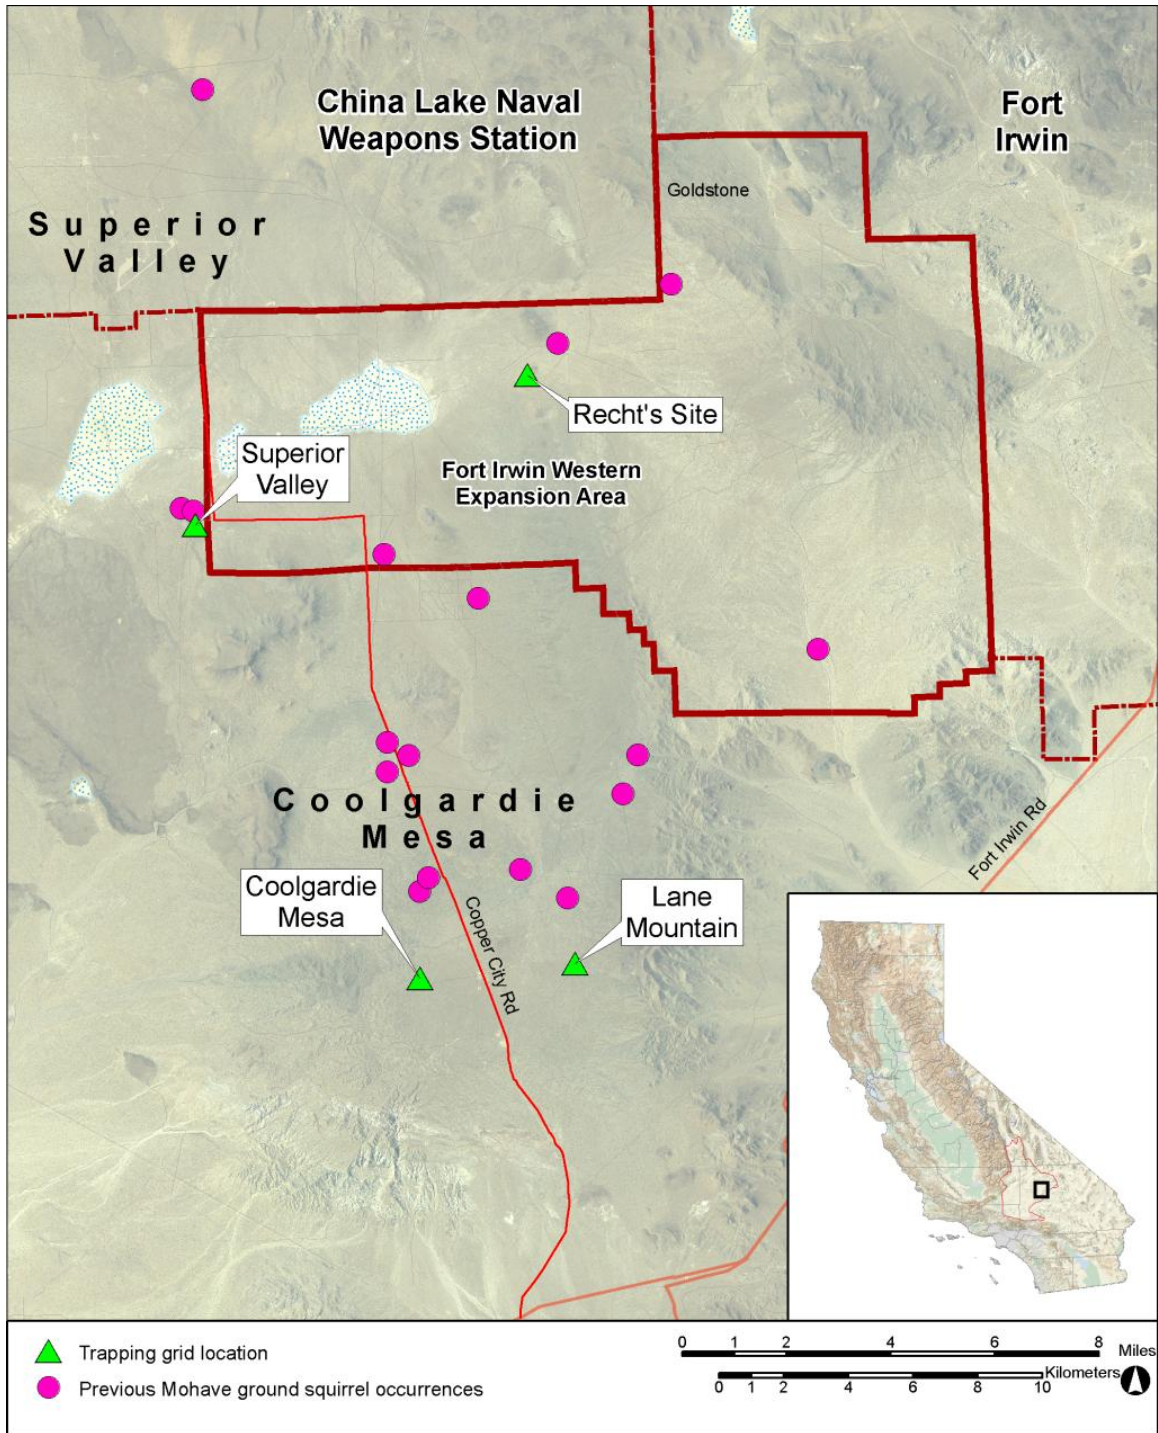 China Lake Naval
Weapons Station
Fort
Irwin
Goldstone
Superior
Valley
Recht's Site
Superior
Valley
Fort Irwin Western
Expansion Area
Coolgardie
Mesa
Fort Irwin Rd
Coolgardie
Mesa
Lane
Mountain
Copper City Rd
Trapping grid location
Previous Mohave ground squirrel occurrences
0 1 2 4 6 8
Miles
Kilometers
0 1 2 4 6 8 10